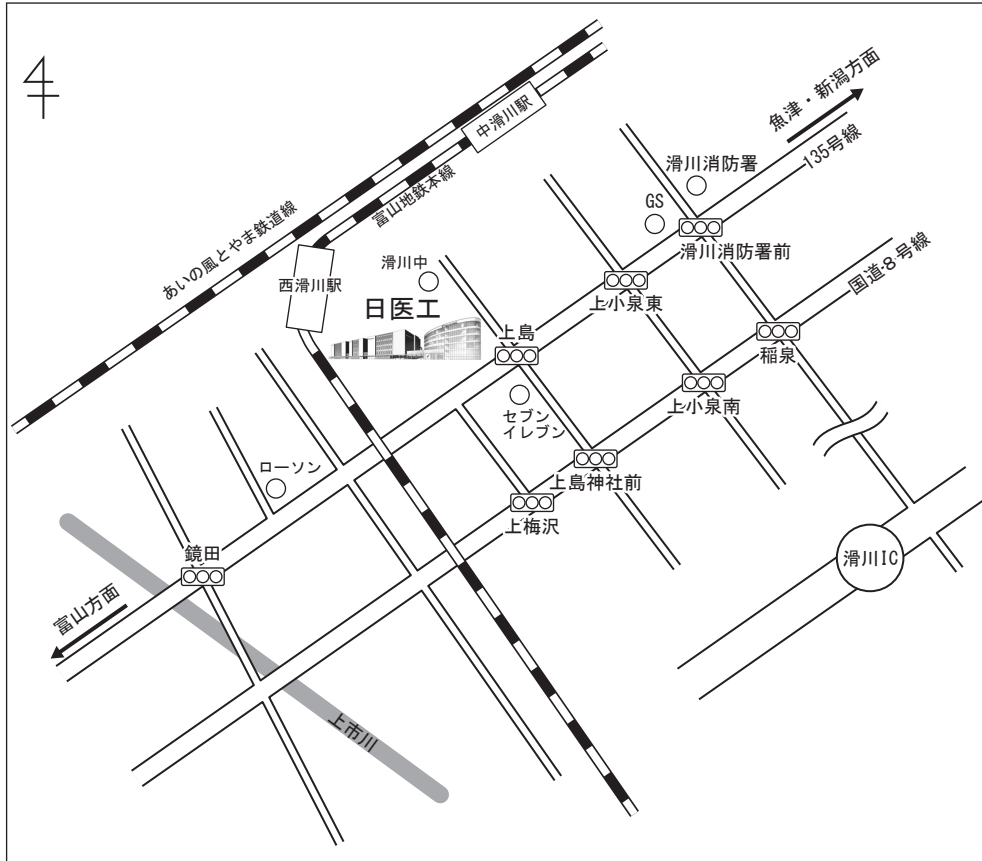 中滑川駅
魚津・新潟方面
滑川消防署
135号線
GS
富山地鉄本線
あいの風とやま鉄道線
滑川消防署前
国道8号線
滑川中
西滑川駅
日医工
上小泉東
上島
稲泉
上小泉南
セブン
イレブン
ローソン
上島神社前
上梅沢
鏡田
滑川IC
富山方面
上市川